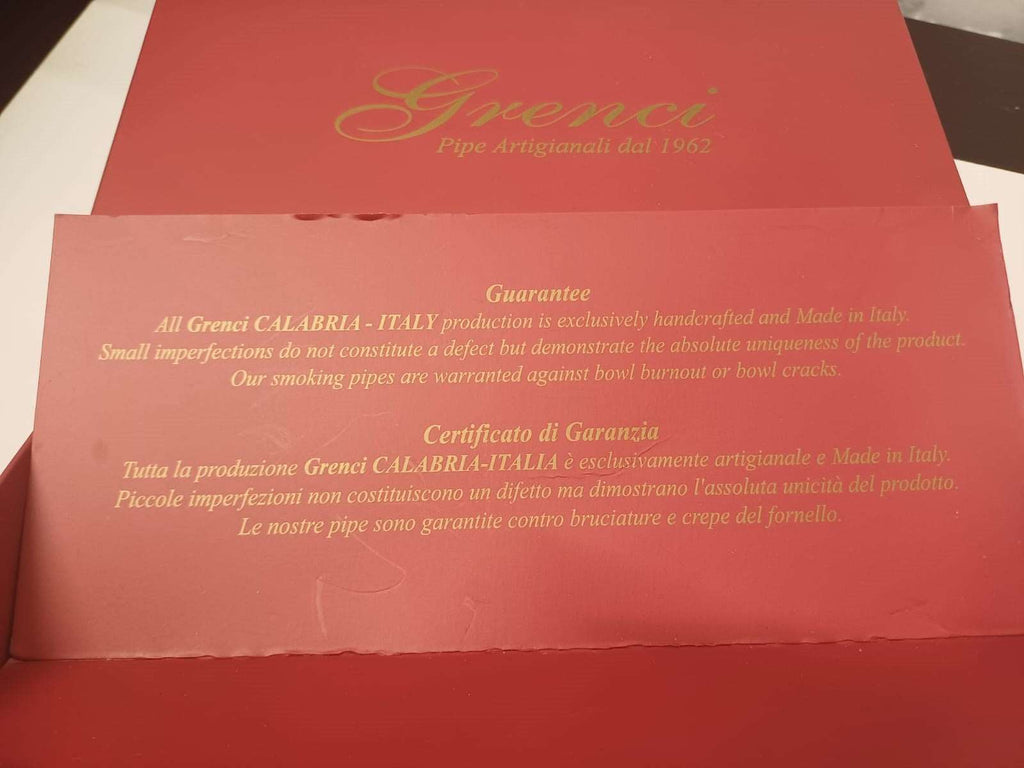 Grenci
Pipe Artigianali dal 1962
Guarantee
All Grenci CALABRIA - ITALY production is exclusively handcrafted and Made in Italy.
Small imperfections do not constitute a defect but demonstrate the absolute uniqueness of the product.
Our smoking pipes are warranted against bowl burnout or bowl cracks.
Certificato di Garanzia
Tutta la produzione Grenci CALABRIA-ITALIA è esclusivamente artigianale e Made in Italy.
Piccole imperfezioni non costituiscono un difetto ma dimostrano l'assoluta unicità del prodotto.
Le nostre pipe sono garantite contro bruciature e crepe del fornello.